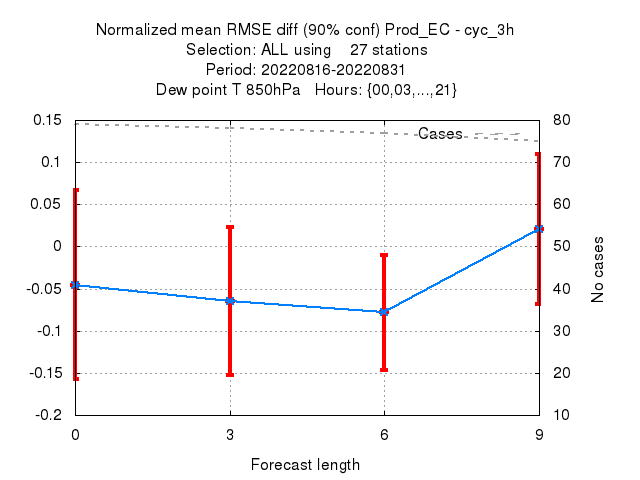 Normalized mean RMSE diff (90% conf) Prod_EC - cyc_3h
Selection: ALL using    27 stations
Period: 20220816-20220831
Dew point T 850hPa   Hours: {00,03,...,21}
0.15
0.1
0.05
0
-0.05
-0.1
-0.15
-0.2
Cases
80
70
60
50
40
30
20
10
No cases
0 3 6 9
Forecast length